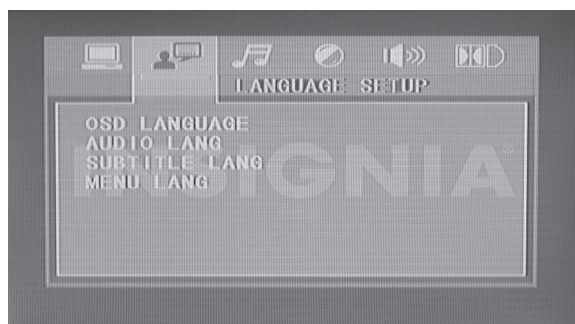 LANGUAGE SETUP
OSD LANGUAGE
AUDIO LANG
SUBTITLE LANG
MENU LANG
INSIGNIA